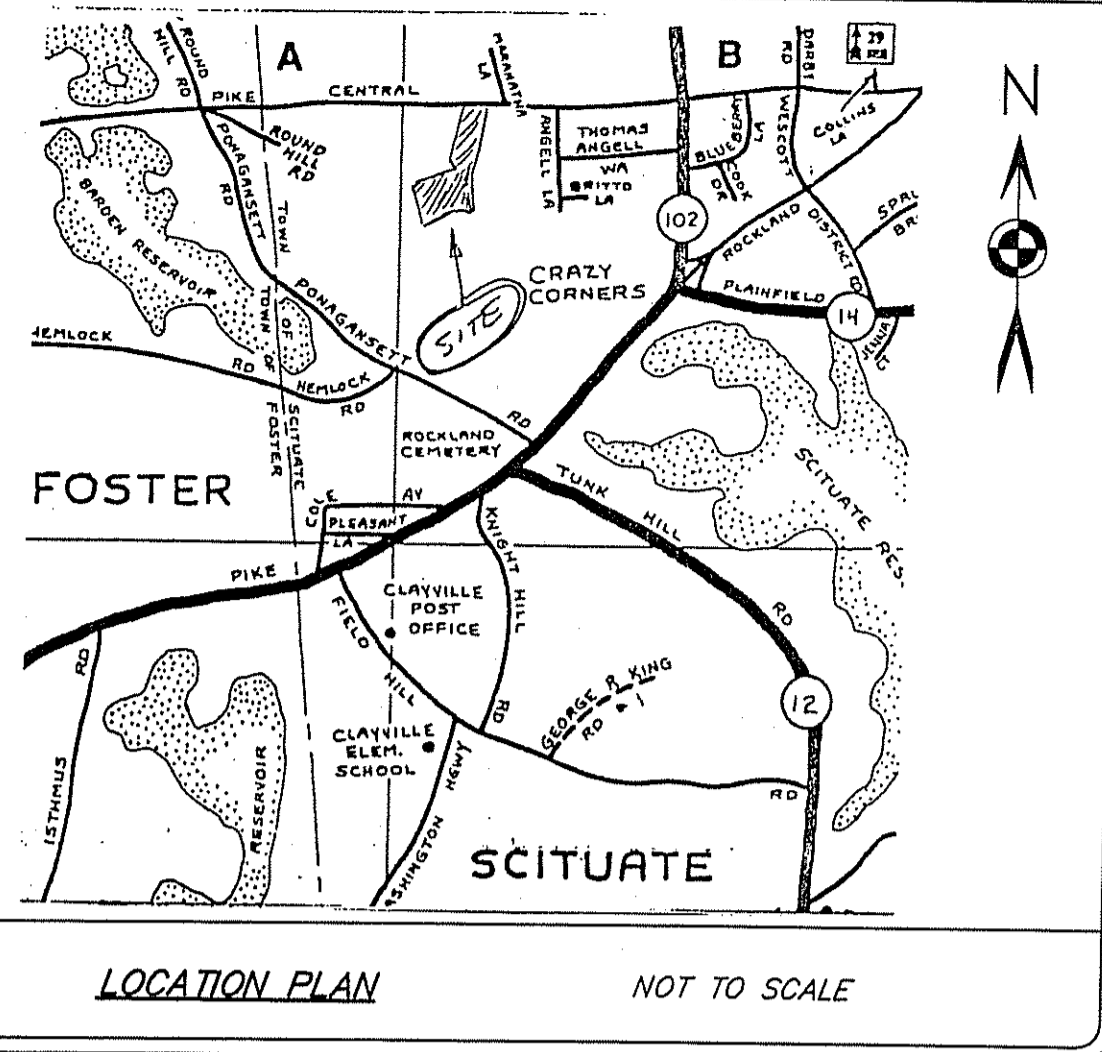 A
B
N
ROUND
HILL RD
MARANATHA
LA
DARBY
RD
29
PIKE
CENTRAL
ROUND
HILL
RD
PONAGANSETT
RD
ANGELL LA
THOMAS
ANGELL
WA
BRITTO
LA
BLUEBERRY
LA
COOK
DR
WESCOTT
COLLINS
LA
BARDEN RESERVOIR
TOWN
OF
SCITUATE
TOWN OF
FOSTER
102
ROCKLAND
DISTRICT RD
PONAGANSETT
RD
CRAZY
CORNERS
SITE
PLAINFIELD
14
HEMLOCK
RD
HEMLOCK
RD
ROCKLAND
CEMETERY
FOSTER
COLE
AV
PLEASANT
LA
TUNK
HILL
RD
SCITUATE RES.
PIKE
KNIGHT
HILL
RD
CLAYVILLE
POST
OFFICE
FIELD
HILL
RD
GEORGE R KING
RD
12
RD
ISTHMUS
RESERVOIR
CLAYVILLE
ELEM.
SCHOOL
ASHINGTON
HGWY
SCITUATE
LOCATION PLAN
NOT TO SCALE